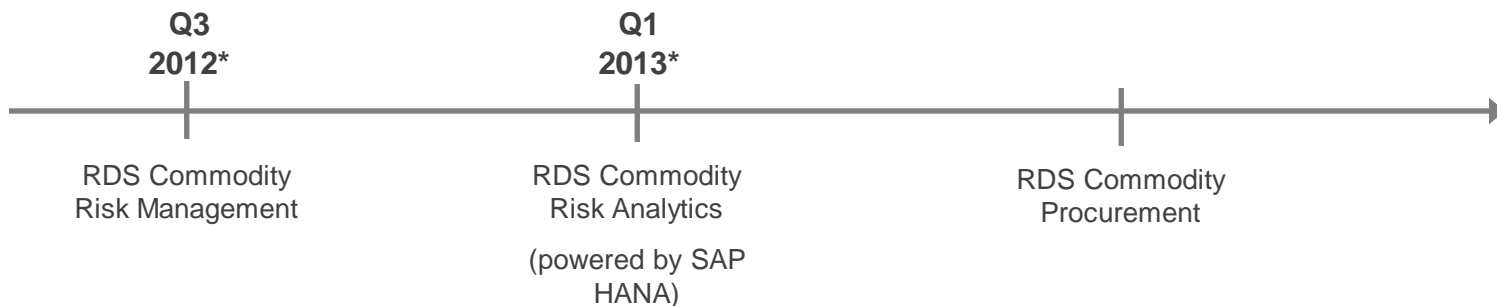 Q3
2012*
Q1
2013*
RDS Commodity
Risk Management
RDS Commodity
Risk Analytics
(powered by SAP
HANA)
RDS Commodity
Procurement